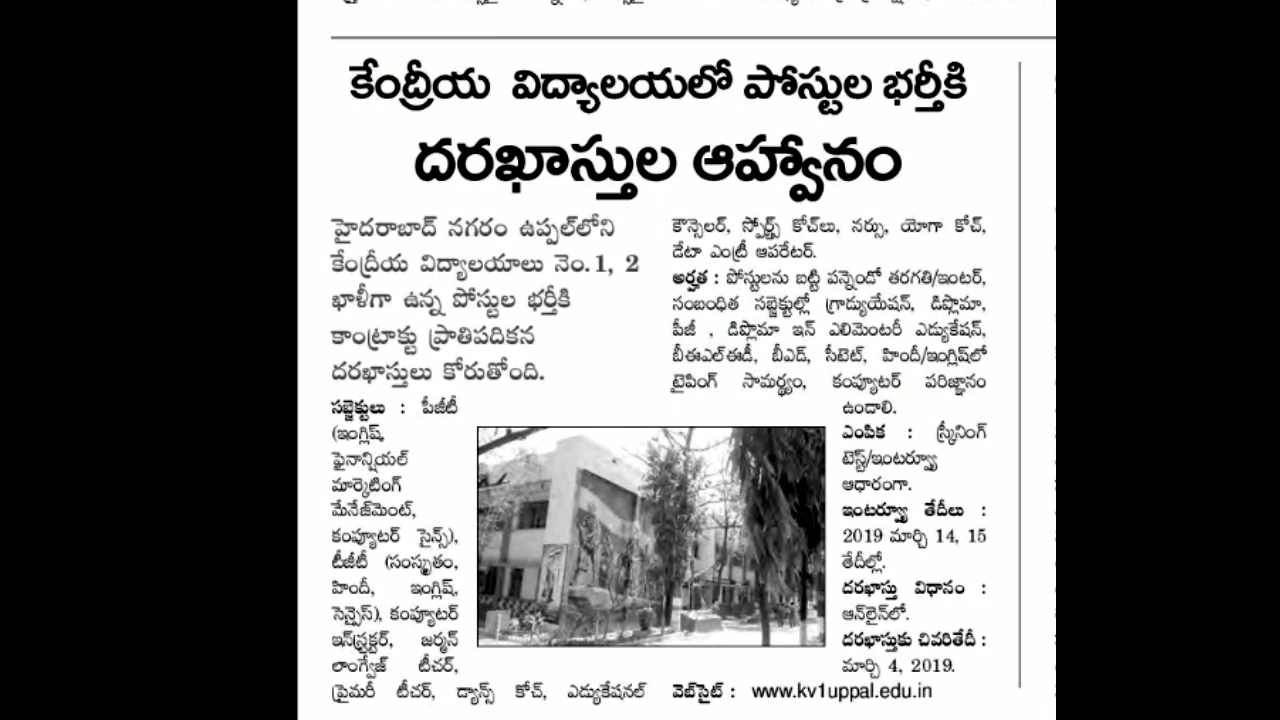 కేంద్రీయ విద్యాలయలో పోస్టుల భర్తీకి
దరఖాస్తుల ఆహ్వానం
హైదరాబాద్ నగరం ఉప్పల్‌లోని
కేంద్రీయ విద్యాలయాలు నెం.1, 2
ఖాళీగా ఉన్న పోస్టుల భర్తీకి
కాంట్రాక్టు ప్రాతిపదికన
దరఖాస్తులు కోరుతోంది.
సబ్జెక్టులు : పీజీటీ
(ఇంగ్లిష్,
ఫైనాన్షియల్
మార్కెటింగ్
మేనేజ్‌మెంట్,
కంప్యూటర్ సైన్స్),
టీజీటీ (సంస్కృతం,
హిందీ, ఇంగ్లిష్,
సెన్సైస్), కంప్యూటర్
ఇన్‌స్ట్రక్టర్, జర్మన్
లాంగ్వేజ్ టీచర్,
ప్రైమరీ టీచర్, డ్యాన్స్ కోచ్, ఎడ్యుకేషనల్
కౌన్సెలర్, స్పోర్ట్స్ కోచ్‌లు, నర్సు, యోగా కోచ్,
డేటా ఎంట్రీ ఆపరేటర్.
అర్హత : పోస్టులను బట్టి పన్నెండో తరగతి/ఇంటర్,
సంబంధిత సబ్జెక్టుల్లో గ్రాడ్యుయేషన్, డిప్లొమా,
పీజీ , డిప్లొమా ఇన్ ఎలిమెంటరీ ఎడ్యుకేషన్,
బీఈఎల్ఈడీ, బీఎడ్, సీటెట్, హిందీ/ఇంగ్లిష్‌లో
టైపింగ్ సామర్థ్యం, కంప్యూటర్ పరిజ్ఞానం
ఉండాలి.
ఎంపిక : స్క్రీనింగ్
టెస్ట్/ఇంటర్వ్యూ
ఆధారంగా.
ఇంటర్వ్యూ తేదీలు :
2019 మార్చి 14, 15
తేదీల్లో.
దరఖాస్తు విధానం :
ఆన్‌లైన్‌లో.
దరఖాస్తుకు చివరితేదీ :
మార్చి 4, 2019.
వెబ్‌సైట్ : www.kv1uppal.edu.in